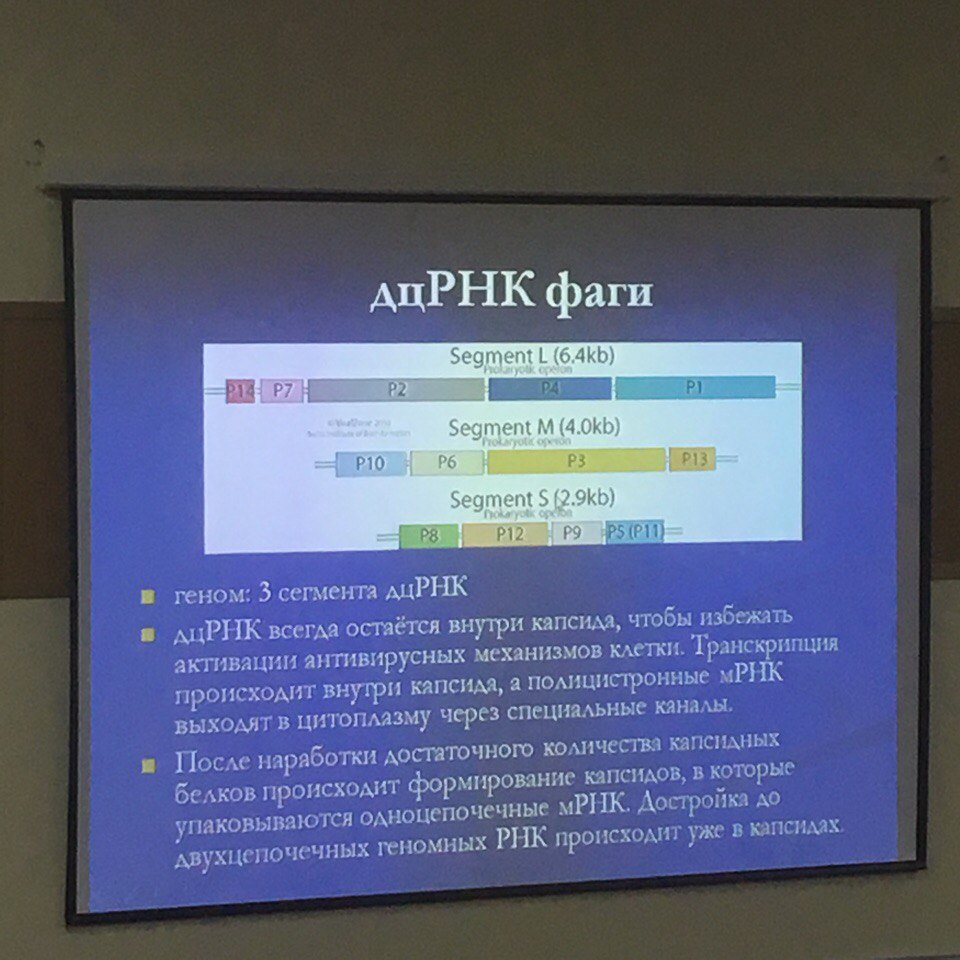 дцРНК фаги
Segment L (6.4kb)
Prokaryotic operon
P14 P7 P2 P4 P1
Segment M (4.0kb)
Prokaryotic operon
P10 P6 P3 P13
Segment S (2.9kb)
Prokaryotic operon
P8 P12 P9 P5 (P11)
геном: 3 сегмента дцРНК
дцРНК всегда остаётся внутри капсида, чтобы избежать
активации антивирусных механизмов клетки. Транскрипция
происходит внутри капсида, а полицистронные мРНК
выходят в цитоплазму через специальные каналы.
После наработки достаточного количества капсидных
белков происходит формирование капсидов, в которые
упаковываются одноцепочечные мРНК. Достройка до
двухцепочечных геномных РНК происходит уже в капсидах.